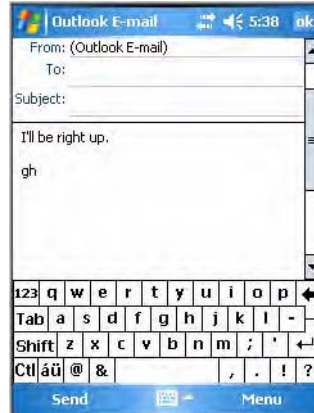 Outlook E-mail 5:38 ok
From: (Outlook E-mail)
To:
Subject:
I'll be right up.
gh
123 q w e r t y u i o p
Tab a s d f g h j k l -
Shift z x c v b n m ; '
Ctl áü @ & , . ! ?
Send Menu